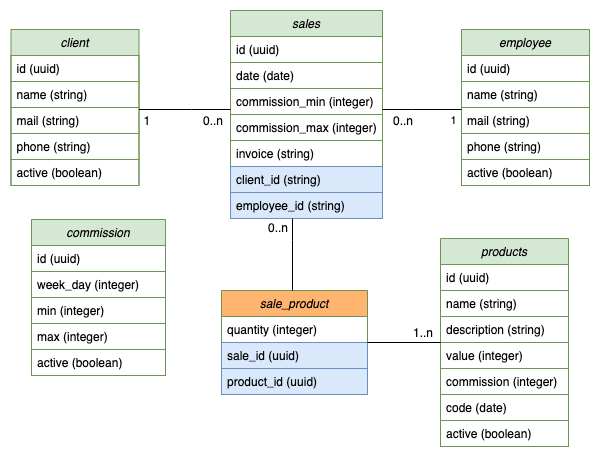 client
id (uuid)
name (string)
mail (string)
phone (string)
active (boolean)
sales
id (uuid)
date (date)
commission_min (integer)
commission_max (integer)
invoice (string)
client_id (string)
employee_id (string)
employee
id (uuid)
name (string)
mail (string)
phone (string)
active (boolean)
1
0..n
0..n
1
commission
id (uuid)
week_day (integer)
min (integer)
max (integer)
active (boolean)
0..n
sale_product
quantity (integer)
sale_id (uuid)
product_id (uuid)
1..n
products
id (uuid)
name (string)
description (string)
value (integer)
commission (integer)
code (date)
active (boolean)